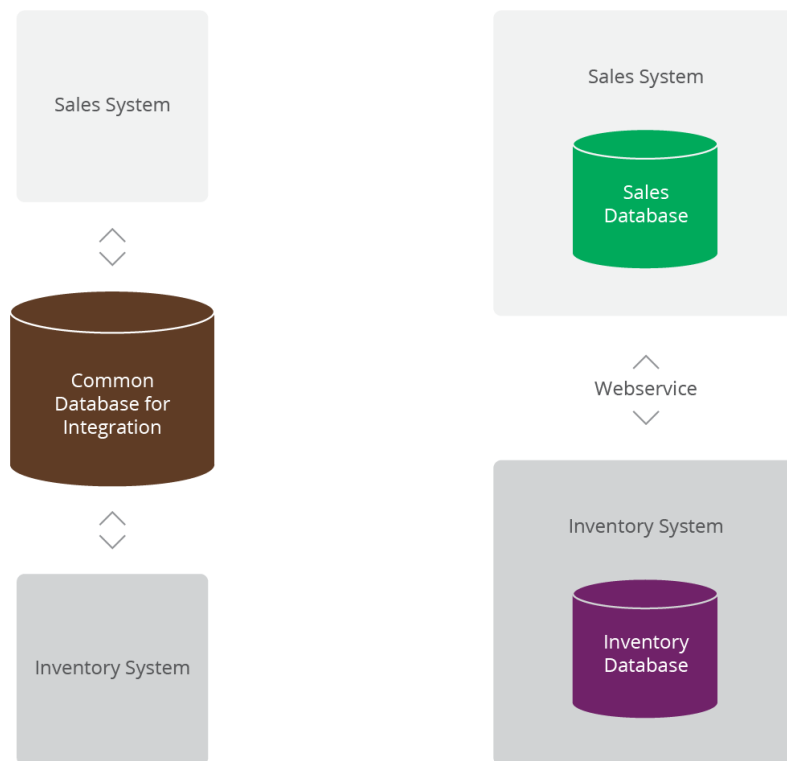 Sales System
Common
Database for
Integration
Inventory System
Sales System
Sales
Database
Webservice
Inventory System
Inventory
Database